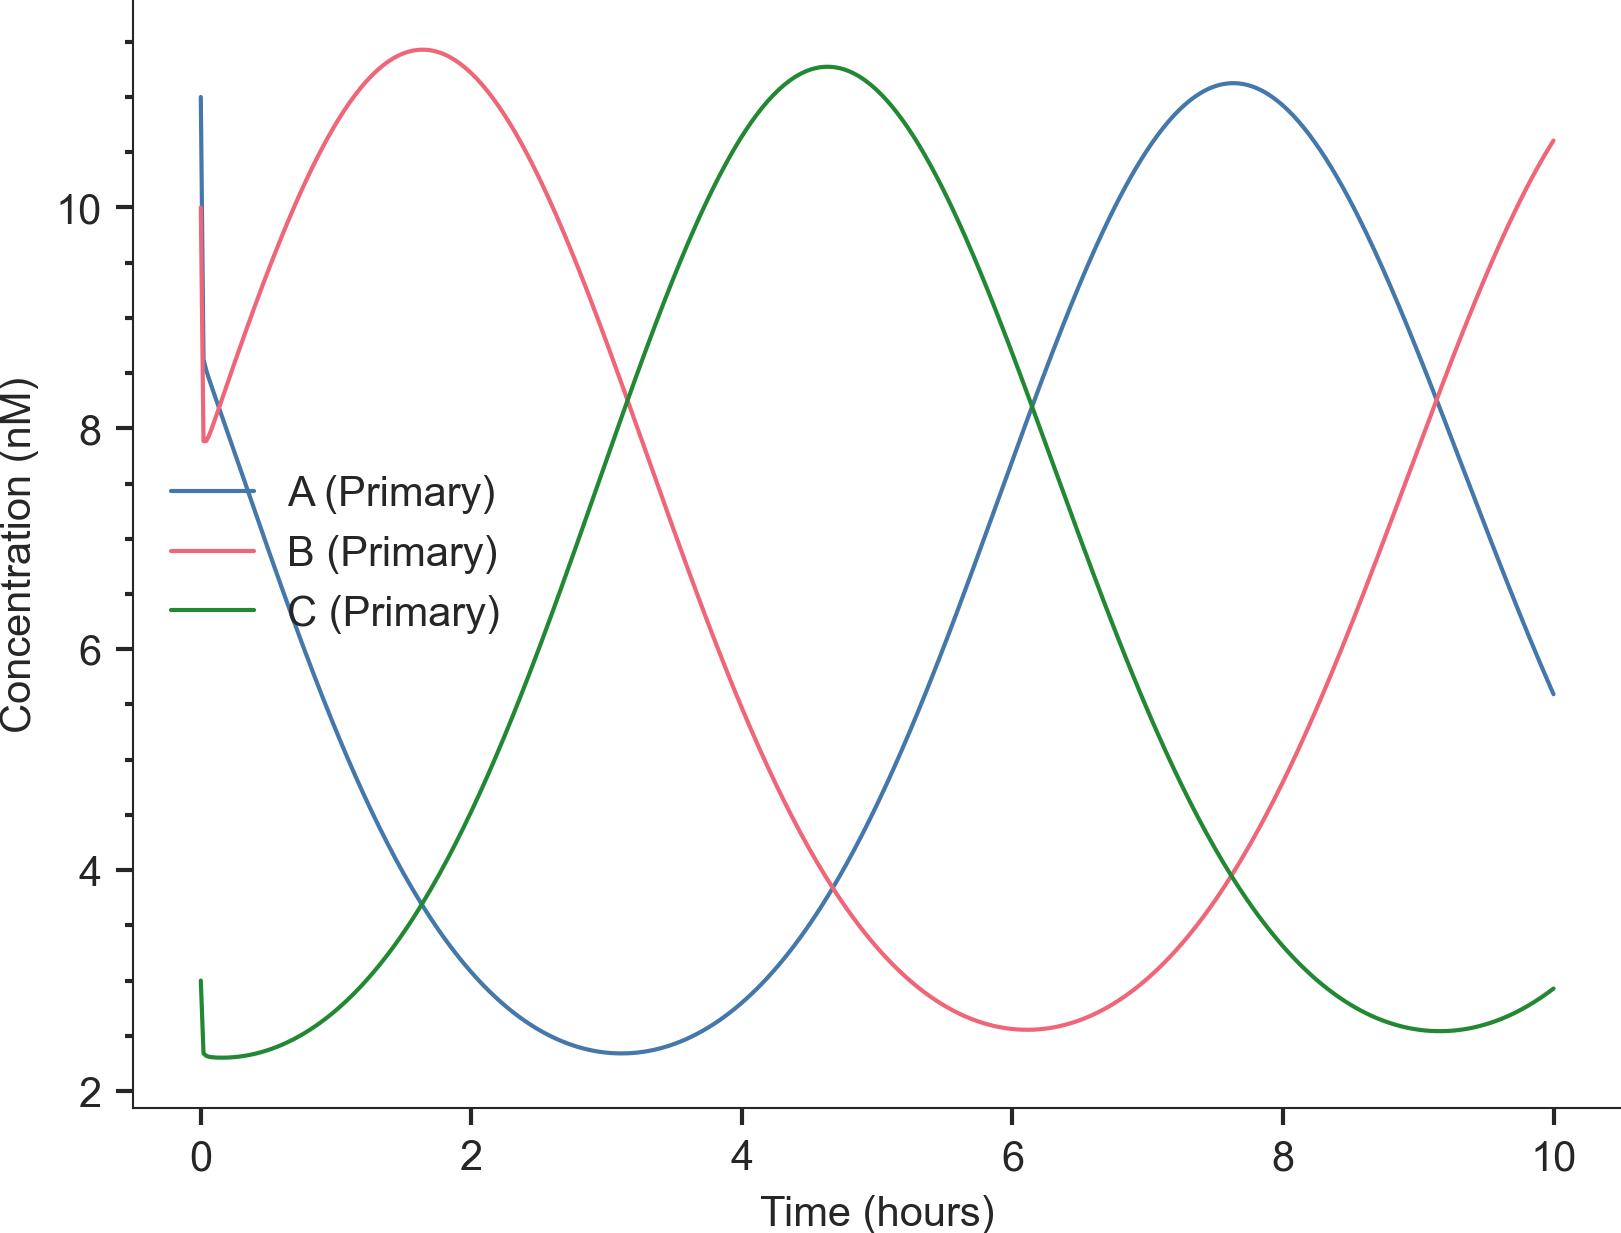 Concentration (nM)
10
8
6
4
2
A (Primary)
B (Primary)
C (Primary)
0 2 4 6 8 10
Time (hours)